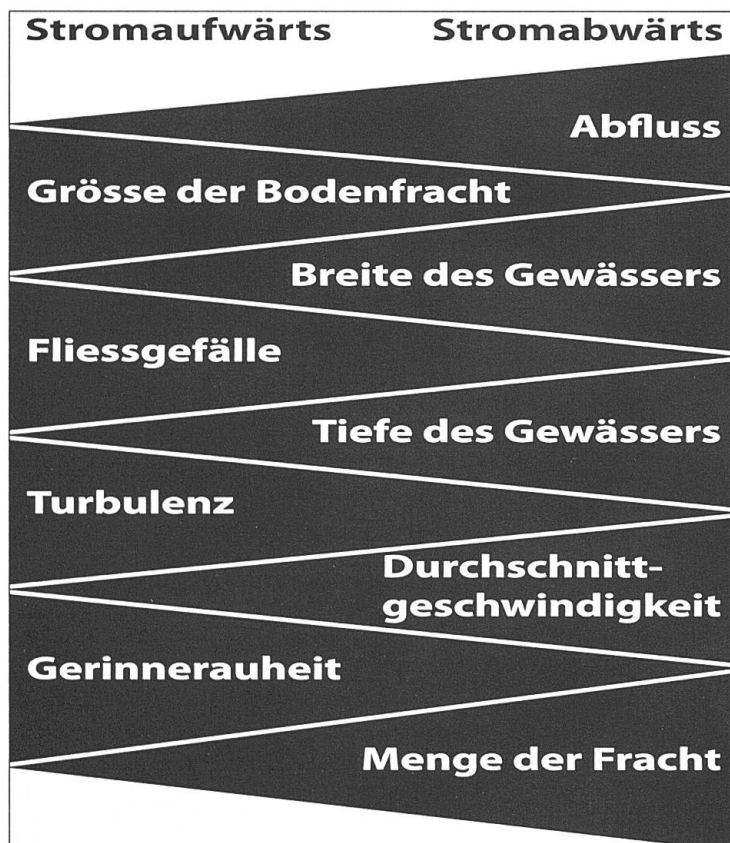 Stromaufwärts Stromabwärts
Abfluss
Grösse der Bodenfracht
Breite des Gewässers
Fliessgefälle
Tiefe des Gewässers
Turbulenz
Durchschnitt-
geschwindigkeit
Gerinnerauheit
Menge der Fracht